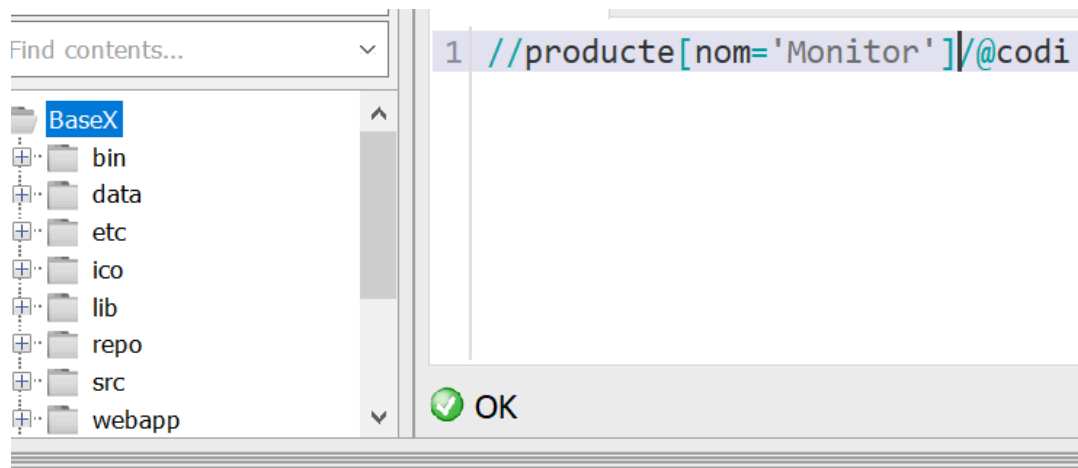 Find contents...
BaseX
bin
data
etc
ico
lib
repo
src
webapp
1 //producte[nom='Monitor']/@codi
OK